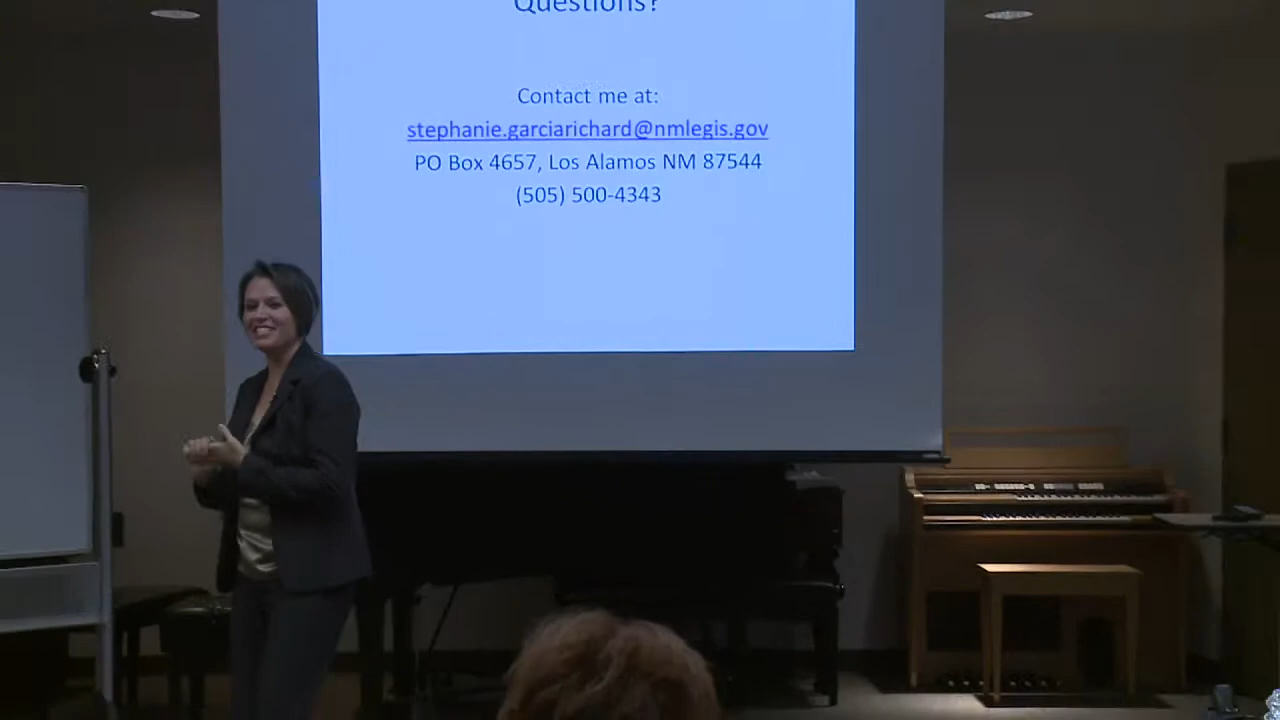 Questions?
Contact me at:
stephanie.garciarichard@nmlegis.gov
PO Box 4657, Los Alamos NM 87544
(505) 500-4343